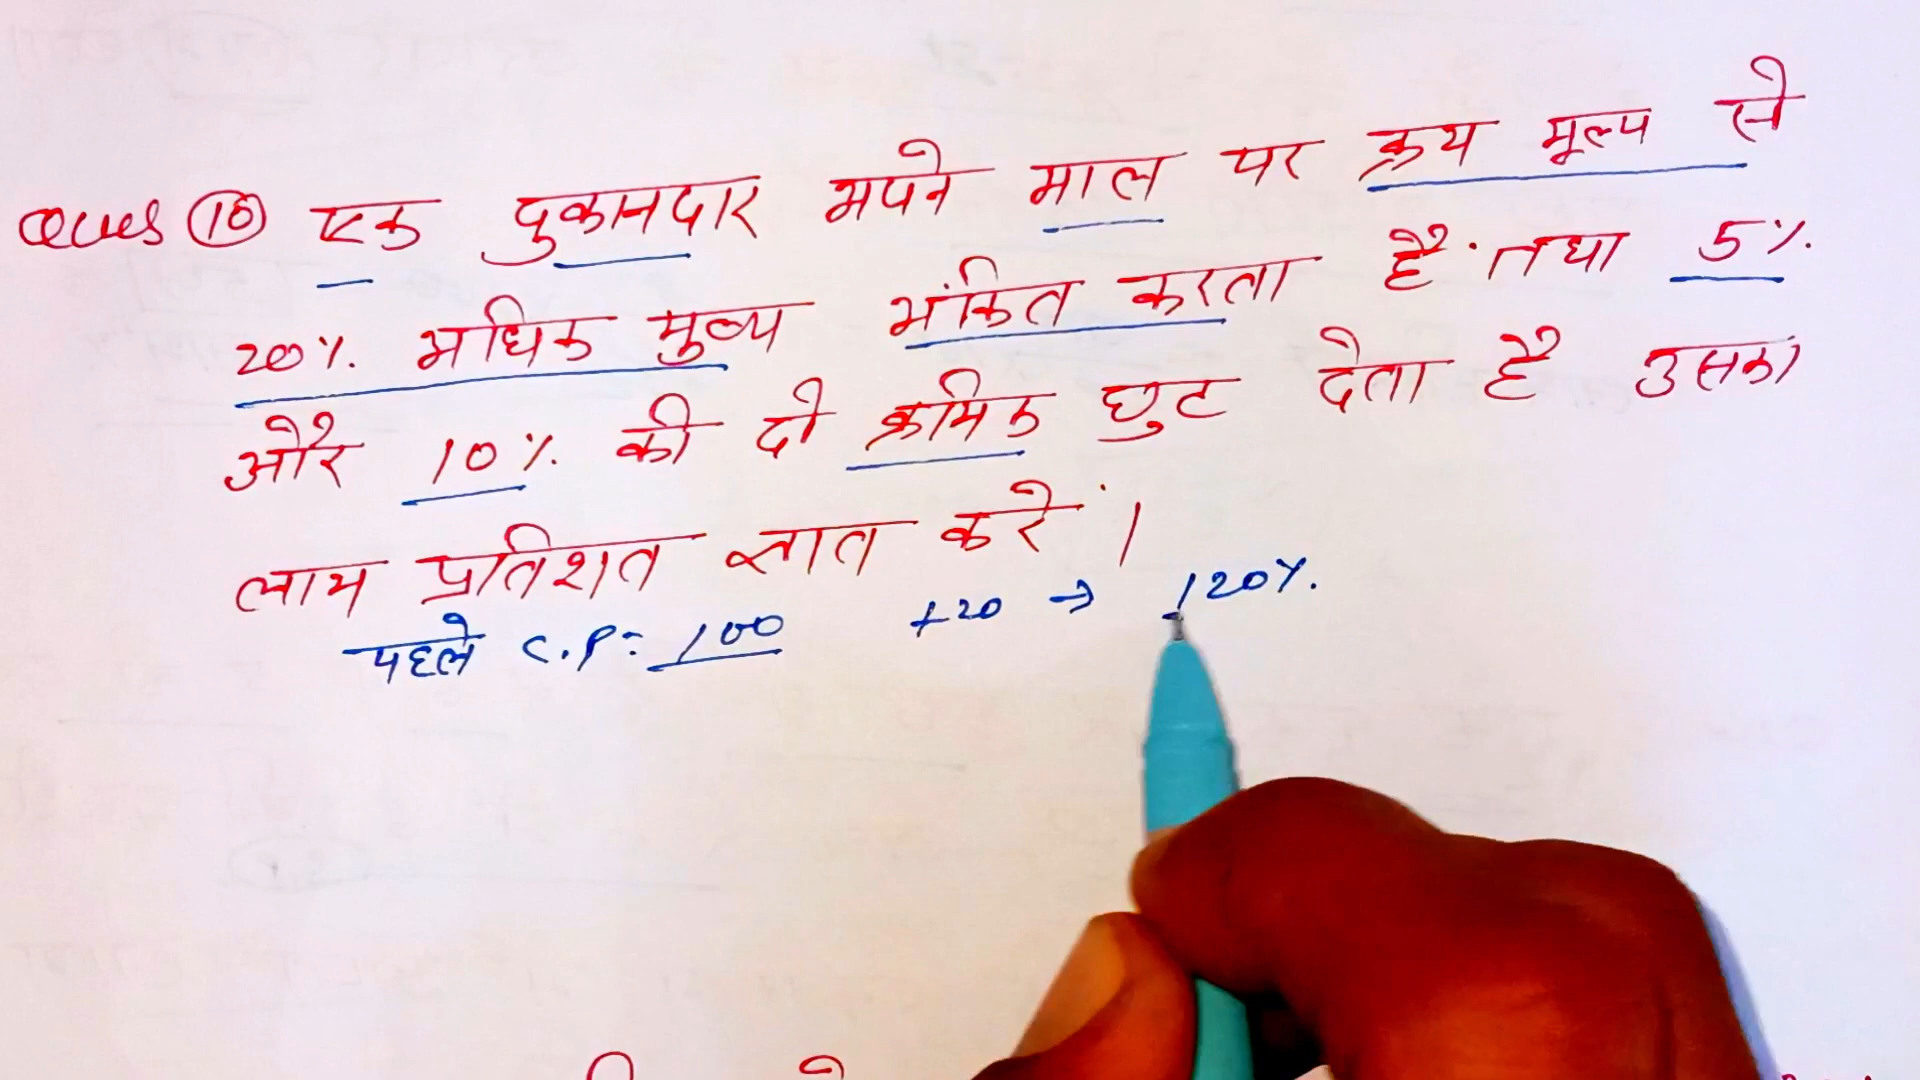 Ques 10 एक दुकानदार अपने माल पर क्रय मूल्य से
20%. अधिक मुल्य अंकित करता है तथा 5%.
और 10%. की दो क्रमिक छुट देता है उसका
लाभ प्रतिशत ज्ञात करें ।
पहले C.P: 100 +20 → 120%.